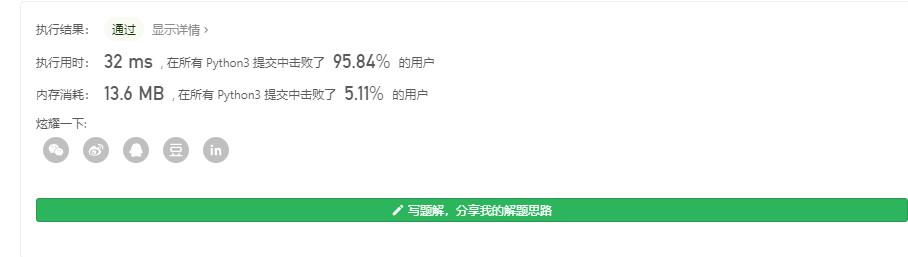 执行结果： 通过 显示详情 ›
执行用时： 32 ms , 在所有 Python3 提交中击败了 95.84% 的用户
内存消耗： 13.6 MB , 在所有 Python3 提交中击败了 5.11% 的用户
炫耀一下:
豆 in
写题解，分享我的解题思路